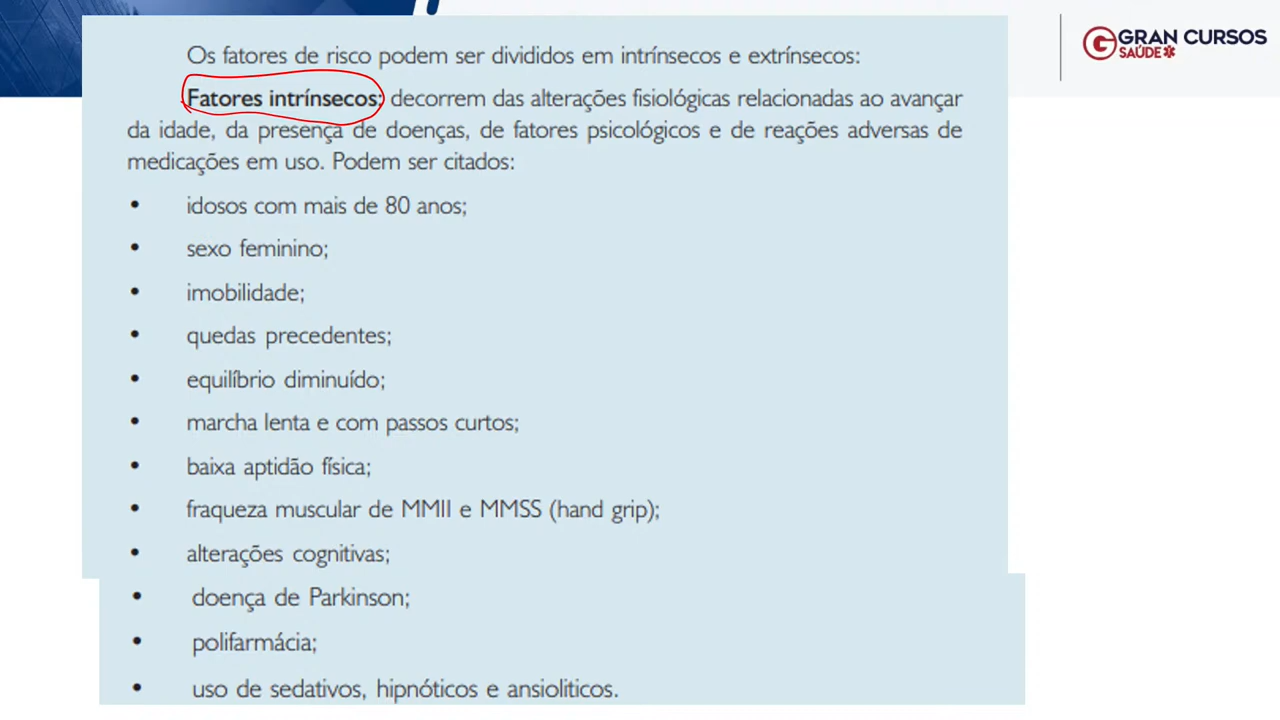 GRAN CURSOS
SAÚDE
Os fatores de risco podem ser divididos em intrínsecos e extrínsecos:
Fatores intrínsecos: decorrem das alterações fisiológicas relacionadas ao avançar
da idade, da presença de doenças, de fatores psicológicos e de reações adversas de
medicações em uso. Podem ser citados:
• idosos com mais de 80 anos;
• sexo feminino;
• imobilidade;
• quedas precedentes;
• equilíbrio diminuído;
• marcha lenta e com passos curtos;
• baixa aptidão física;
• fraqueza muscular de MMII e MMSS (hand grip);
• alterações cognitivas;
• doença de Parkinson;
• polifarmácia;
• uso de sedativos, hipnóticos e ansiolíticos.